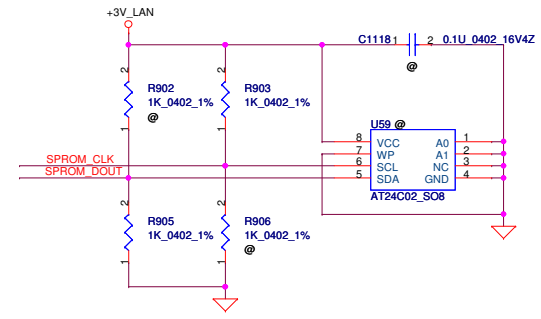 +3V_LAN
C1118 1 2 0.1U_0402_16V4Z
@
2 R902
1K_0402_1%
@
1
2 R903
1K_0402_1%
1
U59 @
8 VCC A0 1
7 WP A1 2
6 SCL NC 3
5 SDA GND 4
AT24C02_SO8
SPROM_CLK
SPROM_DOUT
2 R905
1K_0402_1%
1
2 R906
1K_0402_1%
@
1